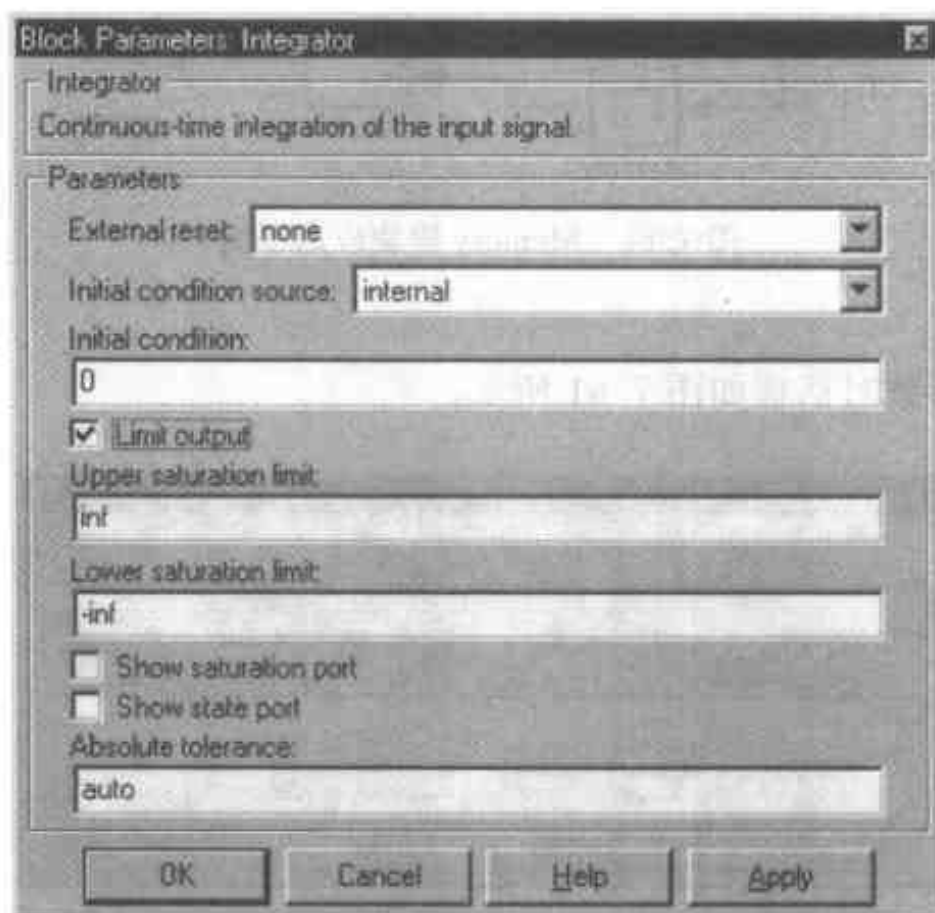 Block Parameters: Integrator
Integrator
Continuous-time integration of the input signal.
Parameters
External reset: none
Initial condition source: internal
Initial condition:
0
Limit output
Upper saturation limit:
inf
Lower saturation limit:
-inf
Show saturation port
Show state port
Absolute tolerance:
auto
OK Cancel Help Apply